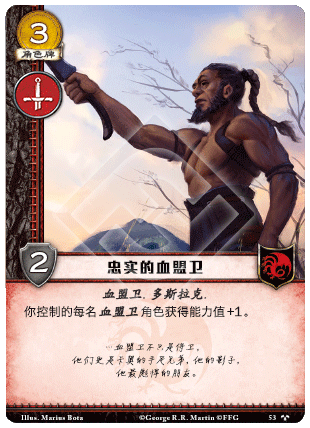 3
角色牌
2
忠实的血盟卫
血盟卫. 多斯拉克.
你控制的每名血盟卫角色获得能力值+1。
血盟卫不只是侍卫,
他们更是卡奥的手足兄弟, 他的影子,
他最彪悍的朋友。
Illus. Marius Bota ©George R.R. Martin ©FFG 53